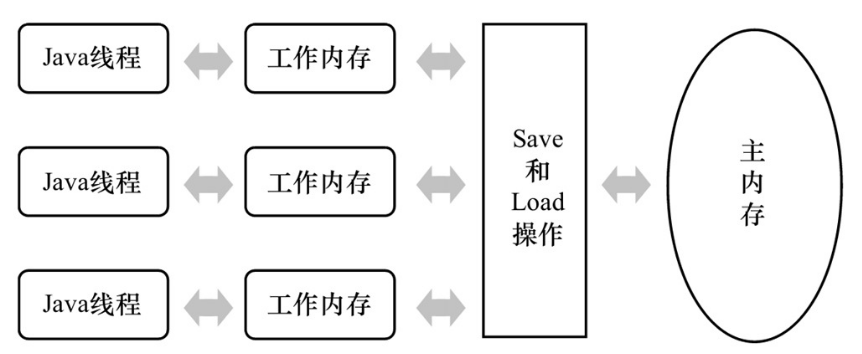 Java线程
工作内存
Java线程
工作内存
Java线程
工作内存
Save
和
Load
操作
主
内
存